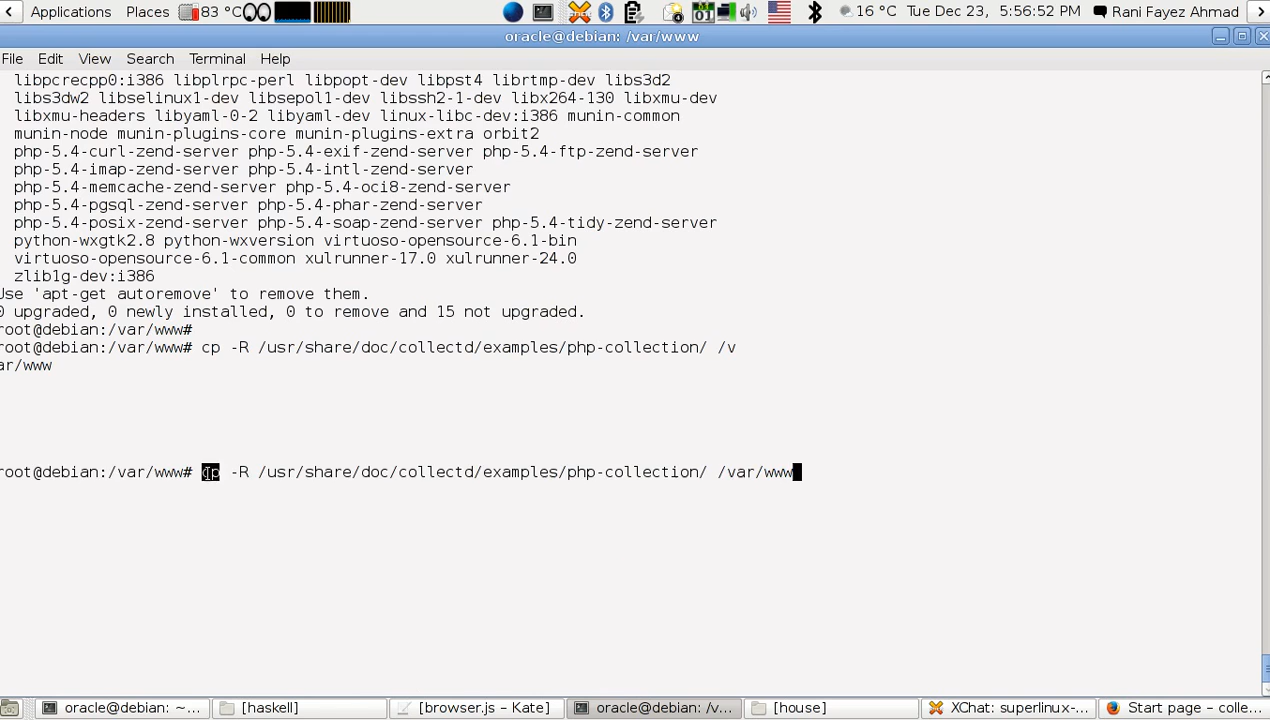 Applications Places 83 °C 01 16 °C Tue Dec 23, 5:56:52 PM Rani Fayez Ahmad
oracle@debian: /var/www
File Edit View Search Terminal Help
libpcrecpp0:i386 libplrpc-perl libpopt-dev libpst4 librtmp-dev libs3d2
libs3dw2 libselinux1-dev libsepol1-dev libssh2-1-dev libx264-130 libxmu-dev
libxmu-headers libyaml-0-2 libyaml-dev linux-libc-dev:i386 munin-common
munin-node munin-plugins-core munin-plugins-extra orbit2
php-5.4-curl-zend-server php-5.4-exif-zend-server php-5.4-ftp-zend-server
php-5.4-imap-zend-server php-5.4-intl-zend-server
php-5.4-memcache-zend-server php-5.4-oci8-zend-server
php-5.4-pgsql-zend-server php-5.4-phar-zend-server
php-5.4-posix-zend-server php-5.4-soap-zend-server php-5.4-tidy-zend-server
python-wxgtk2.8 python-wxversion virtuoso-opensource-6.1-bin
virtuoso-opensource-6.1-common xulrunner-17.0 xulrunner-24.0
zlib1g-dev:i386
Use 'apt-get autoremove' to remove them.
0 upgraded, 0 newly installed, 0 to remove and 15 not upgraded.
root@debian:/var/www#
root@debian:/var/www# cp -R /usr/share/doc/collectd/examples/php-collection/ /v
ar/www
root@debian:/var/www# cp -R /usr/share/doc/collectd/examples/php-collection/ /var/www
oracle@debian: ~... [haskell] [browser.js – Kate] oracle@debian: /v... [house] XChat: superlinux-... Start page – colle...